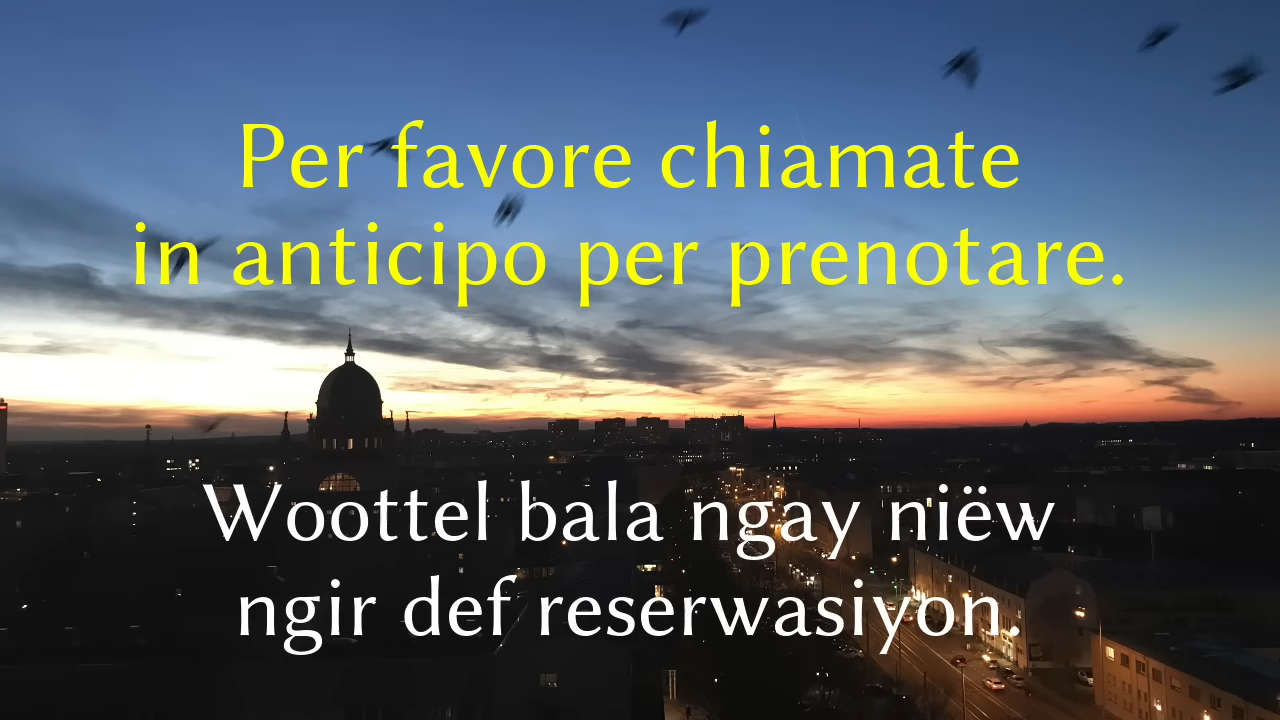 Per favore chiamate
in anticipo per prenotare.
Woottel bala ngay niëw
ngir def reserwasiyon.